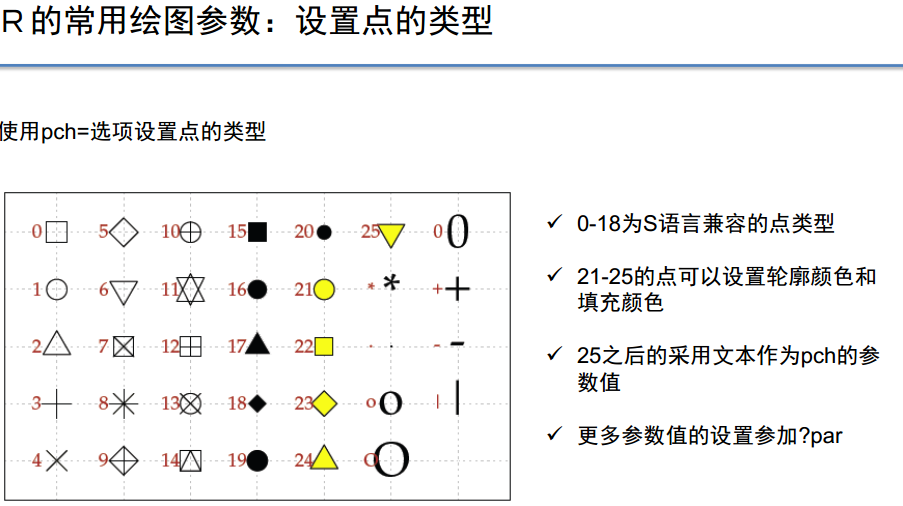 R的常用绘图参数：设置点的类型
使用pch=选项设置点的类型
0 5 10 15 20 25 0 0
1 6 11 16 21 * * + +
2 7 12 17 22 . . - -
3 8 13 18 23 o o | |
4 9 14 19 24 O O
✓ 0-18为S语言兼容的点类型
✓ 21-25的点可以设置轮廓颜色和
填充颜色
✓ 25之后的采用文本作为pch的参
数值
✓ 更多参数值的设置参加?par